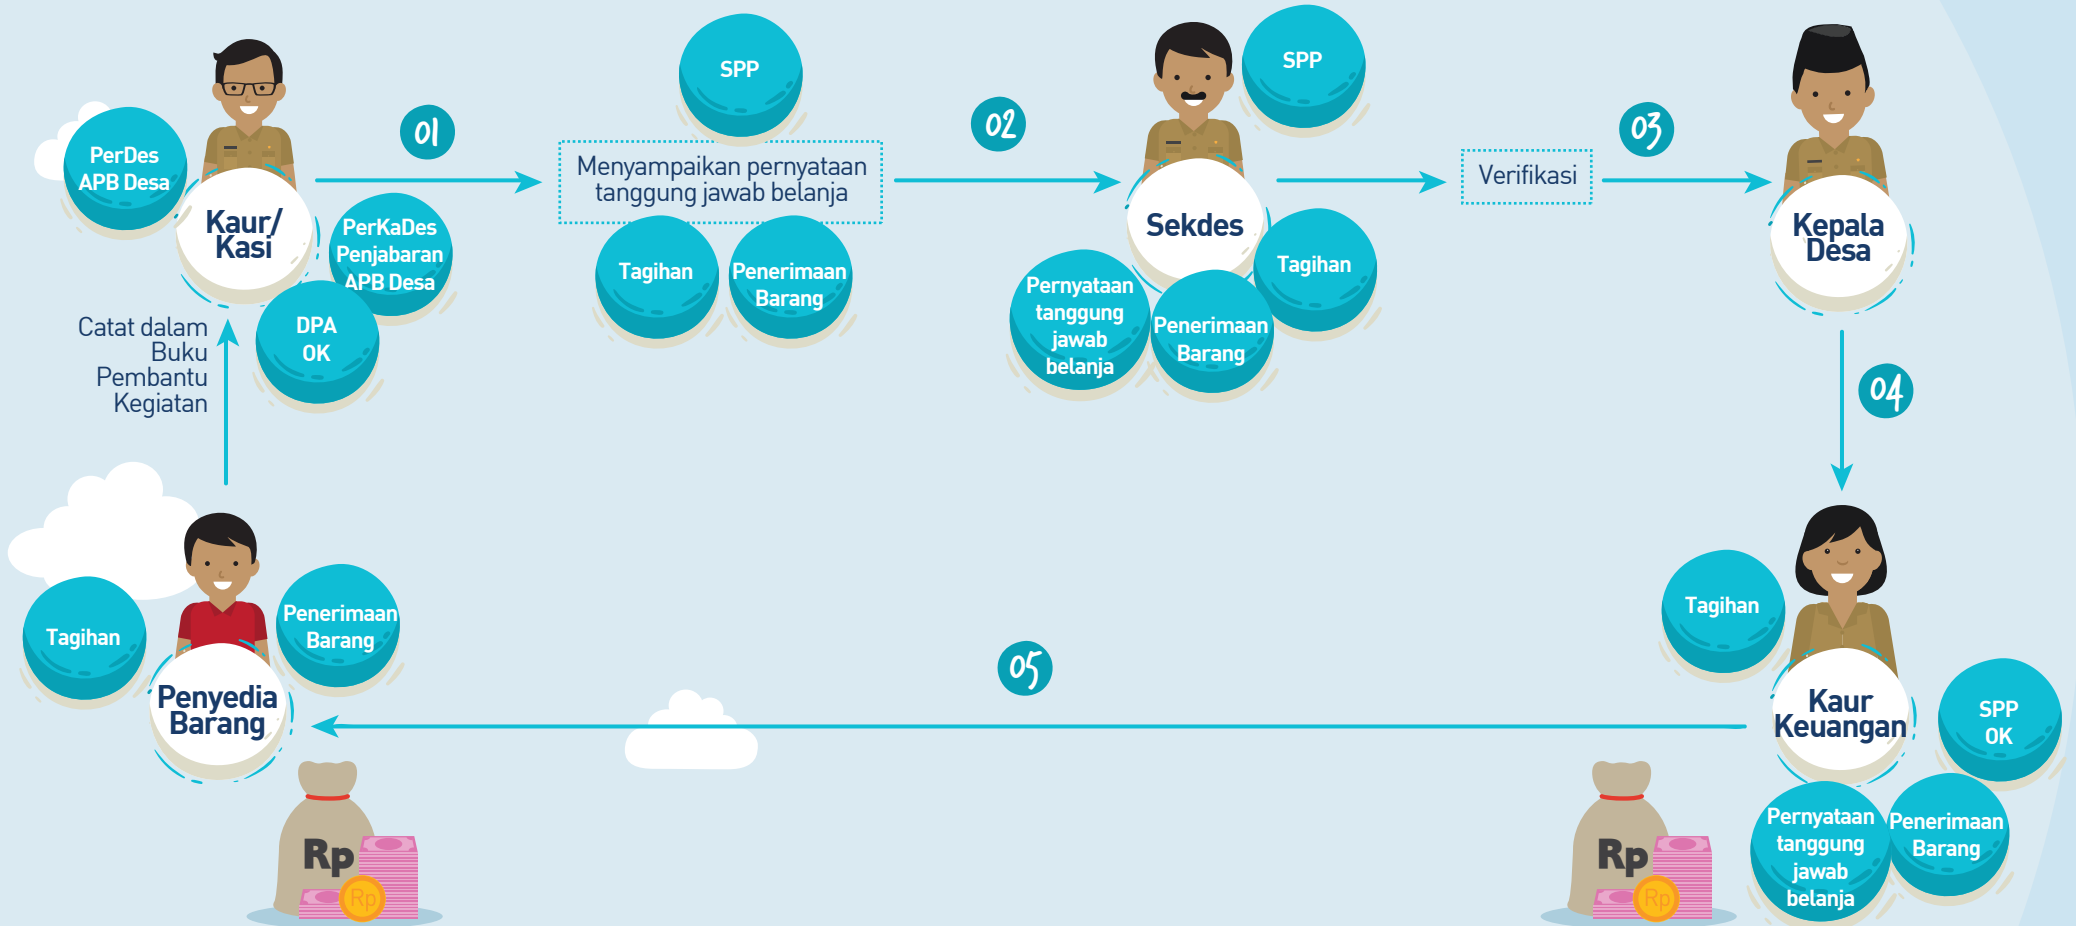 PerDes
APB Desa
Kaur/
Kasi
PerKaDes
Penjabaran
APB Desa
DPA
OK
01
SPP
Menyampaikan pernyataan
tanggung jawab belanja
Tagihan
Penerimaan
Barang
02
Sekdes
SPP
Tagihan
Penerimaan
Barang
Pernyataan
tanggung
jawab
belanja
Verifikasi
03
Kepala
Desa
04
Kaur
Keuangan
Tagihan
SPP
OK
Penerimaan
Barang
Pernyataan
tanggung
jawab
belanja
Rp
Rp
05
Penyedia
Barang
Tagihan
Penerimaan
Barang
Rp
Rp
Catat dalam
Buku
Pembantu
Kegiatan